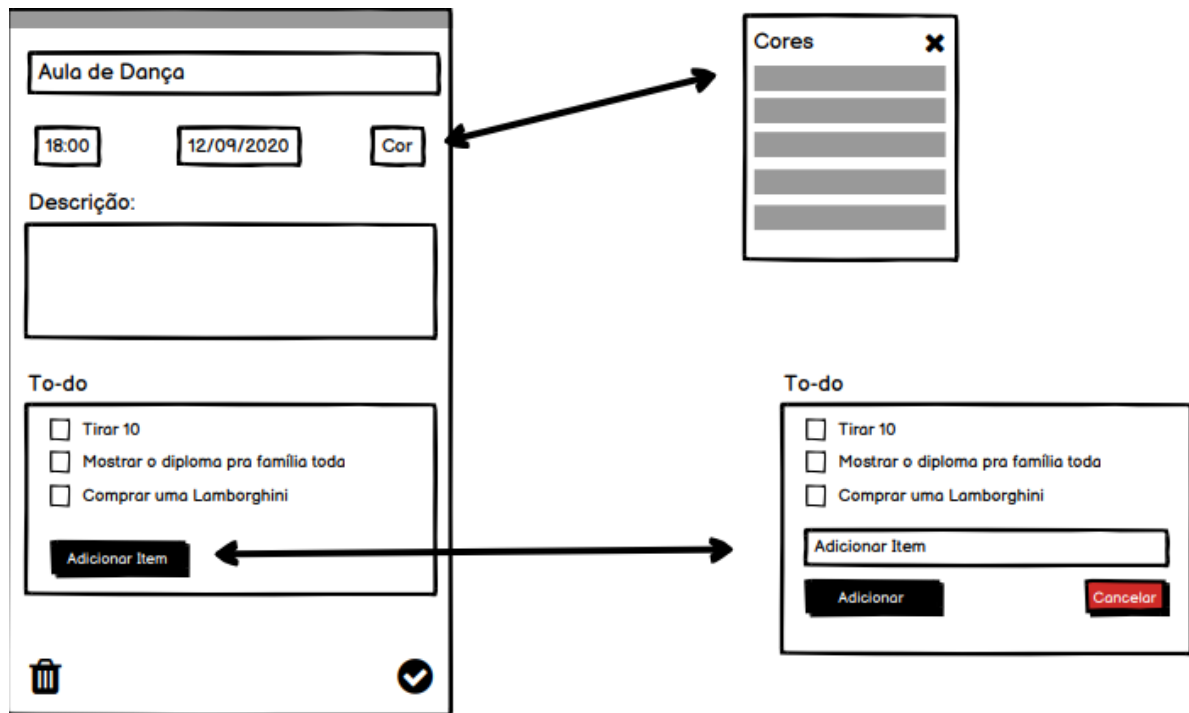 Aula de Dança
18:00
12/09/2020
Cor
Descrição:
To-do
Tirar 10
Mostrar o diploma pra família toda
Comprar uma Lamborghini
Adicionar Item
Cores
To-do
Tirar 10
Mostrar o diploma pra família toda
Comprar uma Lamborghini
Adicionar Item
Adicionar
Cancelar